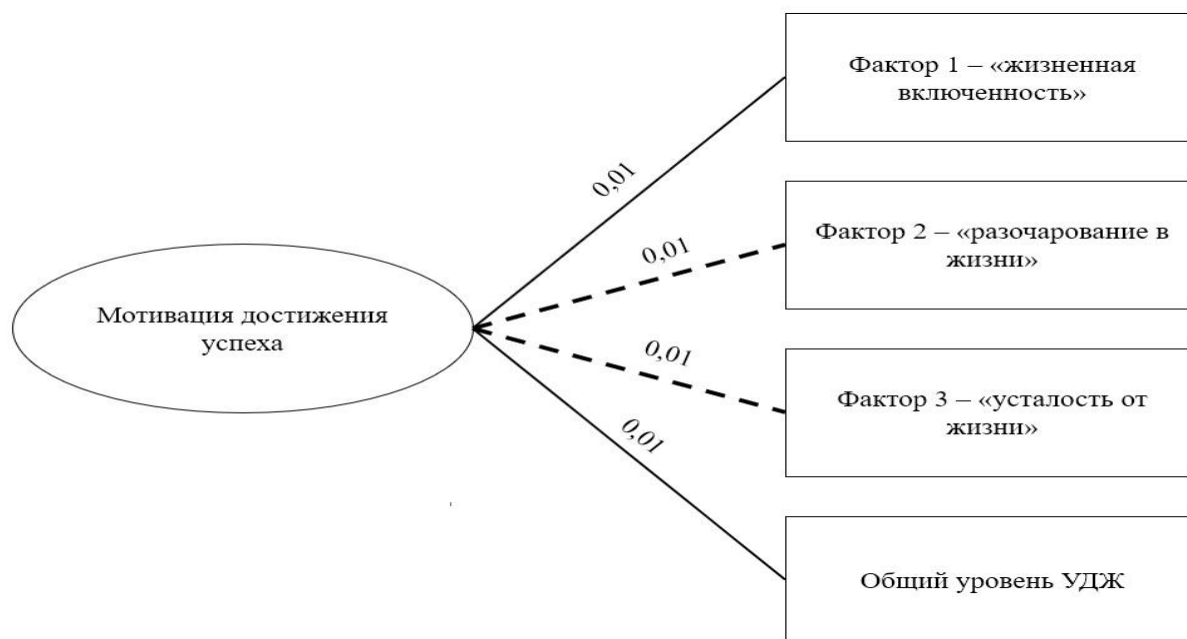 Фактор 1 – «жизненная
включенность»
0,01
Фактор 2 – «разочарование в
жизни»
0,01
Мотивация достижения
успеха
0,01
Фактор 3 – «усталость от
жизни»
0,01
Общий уровень УДЖ